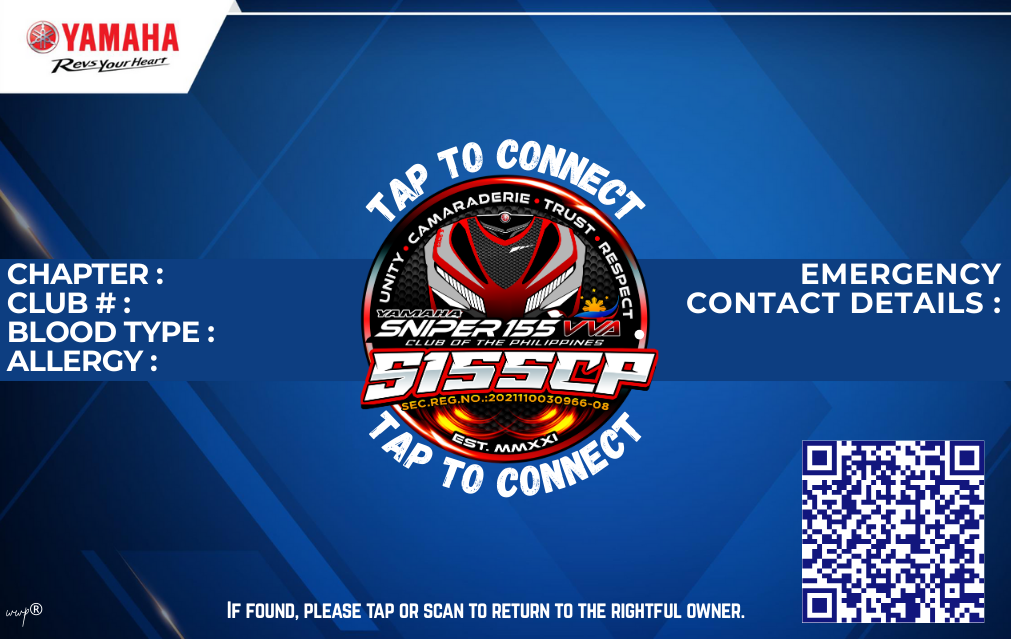 YAMAHA
Revs Your Heart
TAP TO CONNECT
UNITY • CAMARADERIE • TRUST • RESPECT
CHAPTER :
CLUB # :
BLOOD TYPE :
ALLERGY :
EMERGENCY
CONTACT DETAILS :
YAMAHA
SNIPER 155 VVA
CLUB OF THE PHILIPPINES
S155CP
SEC.REG.NO.:2021110030966-08
EST. MMXXI
TAP TO CONNECT
wwp®
IF FOUND, PLEASE TAP OR SCAN TO RETURN TO THE RIGHTFUL OWNER.